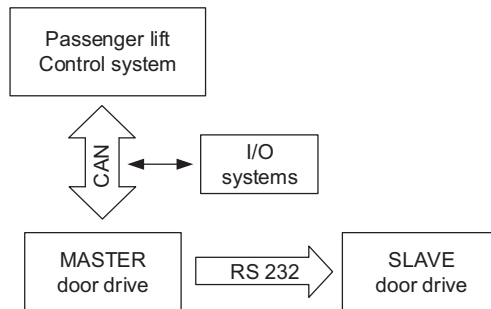 Passenger lift
Control system
CAN
I/O
systems
MASTER
door drive
RS 232
SLAVE
door drive